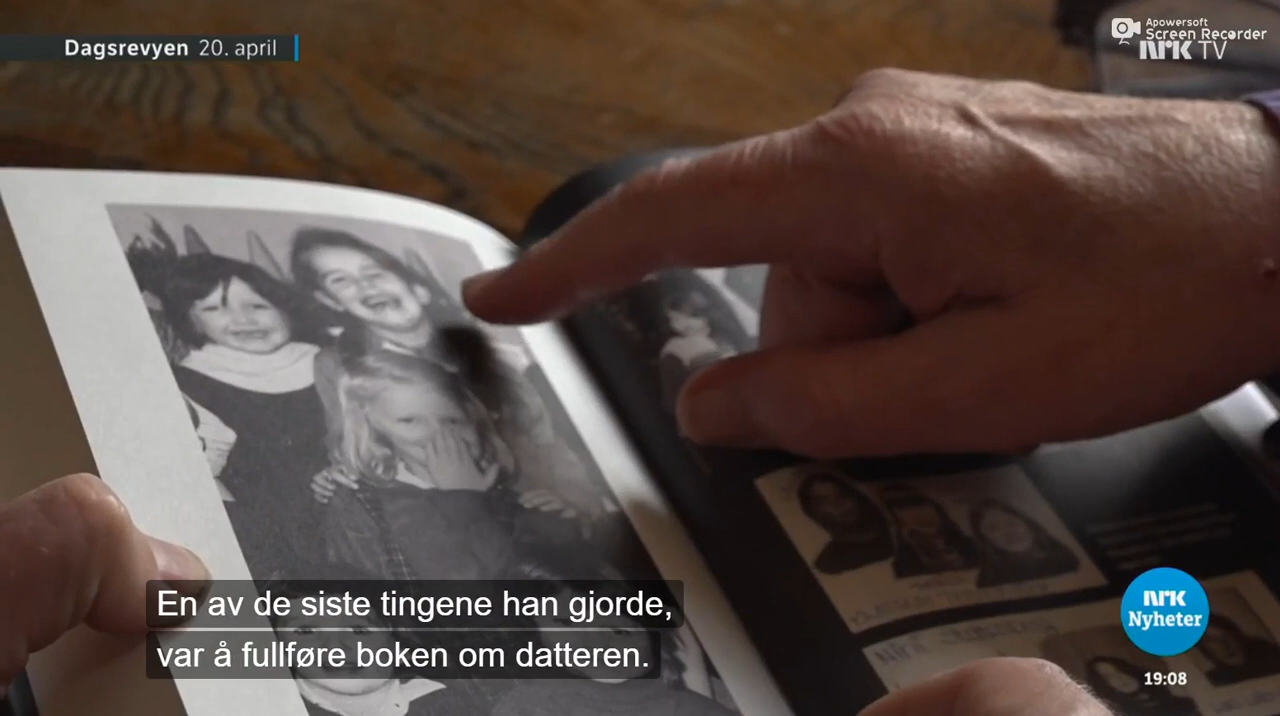 Dagsrevyen 20. april
Apowersoft
Screen Recorder
NRK TV
En av de siste tingene han gjorde,
var å fullføre boken om datteren.
NRK
Nyheter
19:08